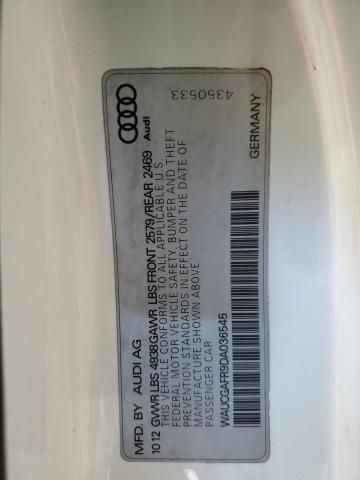 MFD. BY AUDI AG
10 12 GVWR LBS 4938 GAWR LBS FRONT 2579/REAR 2469
THIS VEHICLE CONFORMS TO ALL APPLICABLE U S
FEDERAL MOTOR VEHICLE SAFETY, BUMPER AND THEFT
PREVENTION STANDARDS IN EFFECT ON THE DATE OF
MANUFACTURE SHOWN ABOVE
PASSENGER CAR
WAUCGAFR9DA036545
GERMANY
Audi
4350533